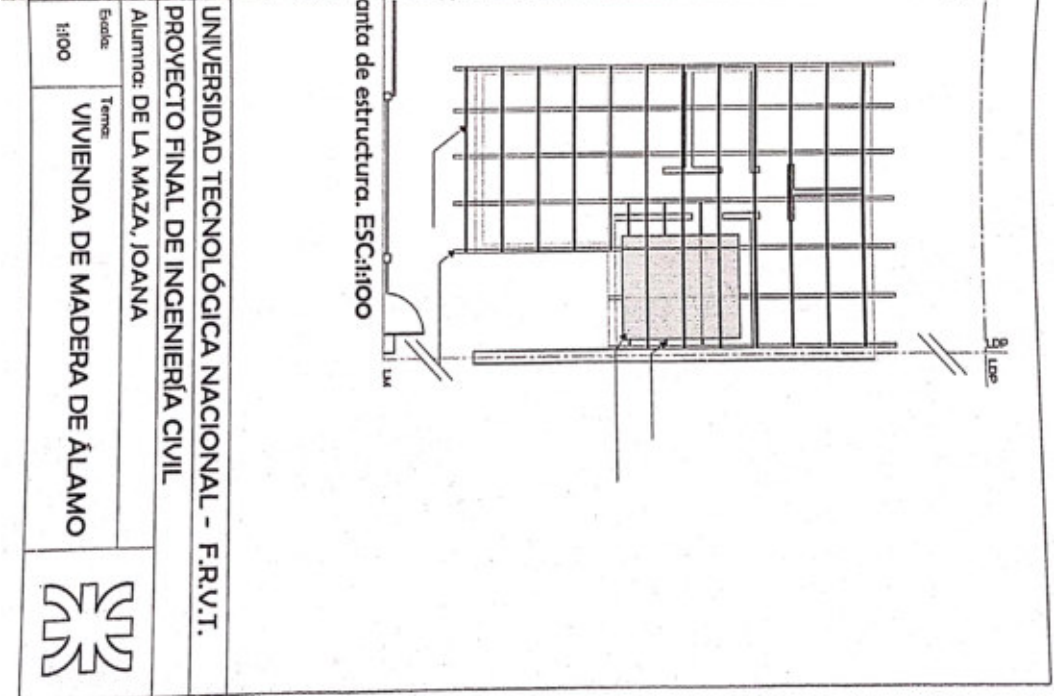 anta de estructura. ESC:1:100
LM
LDP
UNIVERSIDAD TECNOLÓGICA NACIONAL - F.R.V.T.
PROYECTO FINAL DE INGENIERÍA CIVIL
Alumna: DE LA MAZA, JOANA
Escala:
1:100
Tema:
VIVIENDA DE MADERA DE ÁLAMO